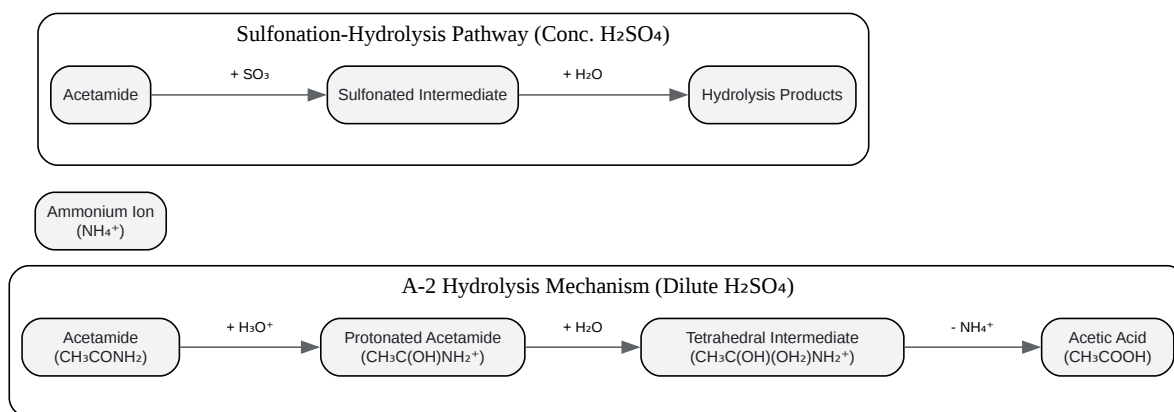 Sulfonation-Hydrolysis Pathway (Conc. H₂SO₄)
+ SO₃
+ H₂O
Acetamide
Sulfonated Intermediate
Hydrolysis Products
Ammonium Ion
(NH₄⁺)
A-2 Hydrolysis Mechanism (Dilute H₂SO₄)
+ H₃O⁺
+ H₂O
- NH₄⁺
Acetamide
(CH₃CONH₂)
Protonated Acetamide
(CH₃C(OH)NH₂⁺)
Tetrahedral Intermediate
(CH₃C(OH)(OH₂)NH₂⁺)
Acetic Acid
(CH₃COOH)